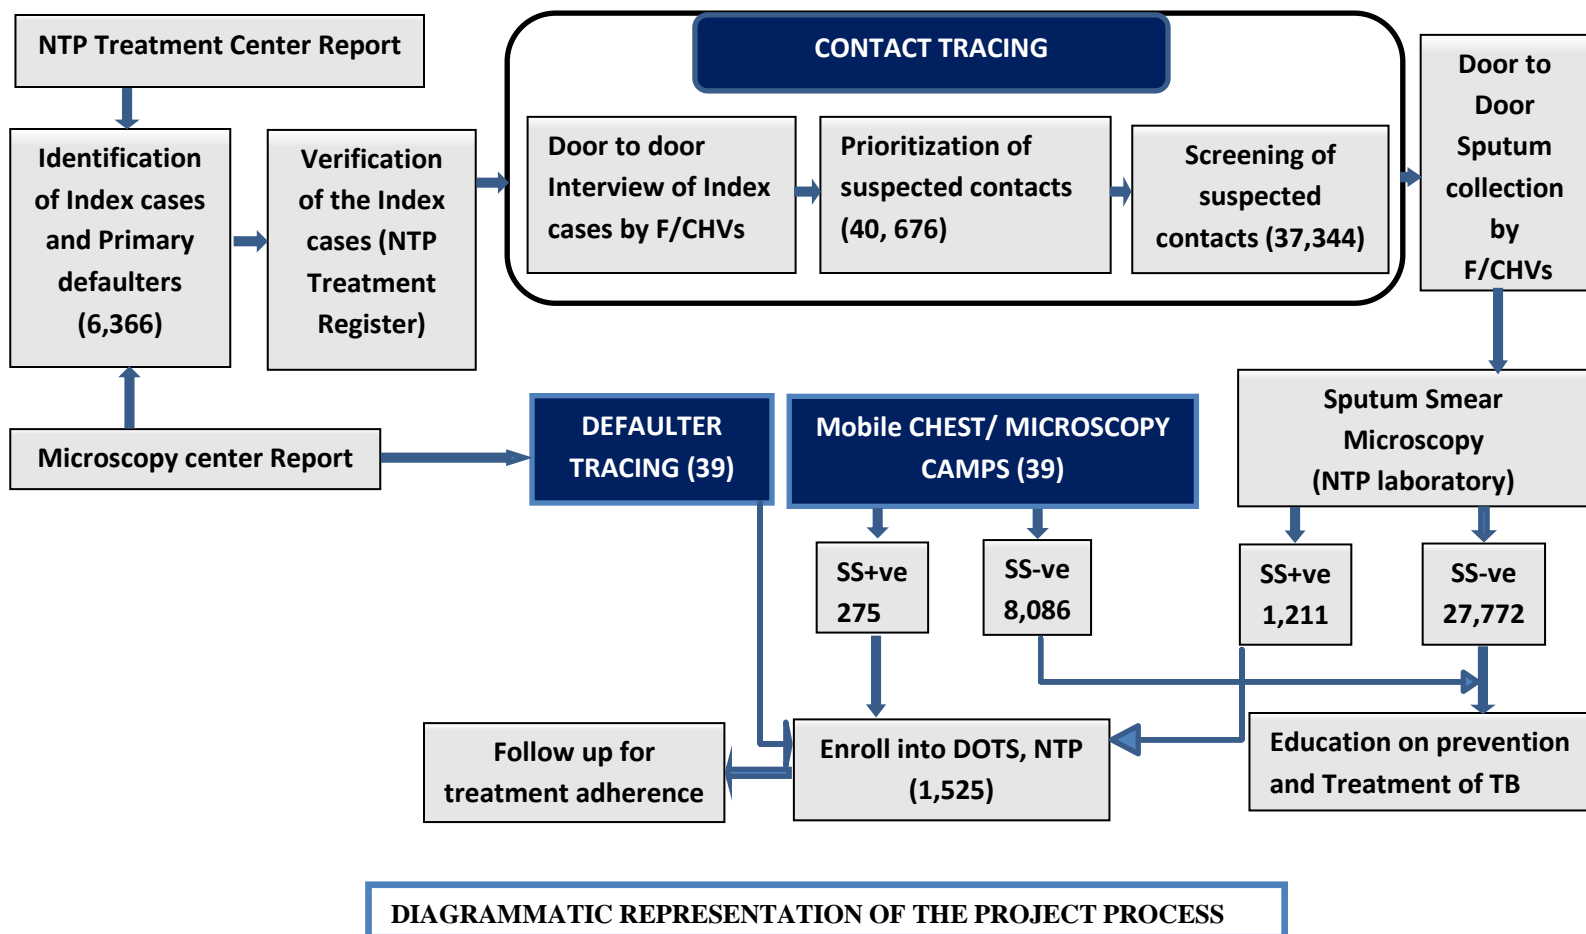 NTP Treatment Center Report
CONTACT TRACING
Door to
Door
Sputum
collection
by
F/CHVs
Identification
of Index cases
and Primary
defaulters
(6,366)
Verification
of the Index
cases (NTP
Treatment
Register)
Door to door
Interview of Index
cases by F/CHVs
Prioritization of
suspected contacts
(40, 676)
Screening of
suspected
contacts (37,344)
Microscopy center Report
DEFAULTER
TRACING (39)
Mobile CHEST/ MICROSCOPY
CAMPS (39)
Sputum Smear
Microscopy
(NTP laboratory)
SS+ve
275
SS-ve
8,086
SS+ve
1,211
SS-ve
27,772
Follow up for
treatment adherence
Enroll into DOTS, NTP
(1,525)
Education on prevention
and Treatment of TB
DIAGRAMMATIC REPRESENTATION OF THE PROJECT PROCESS